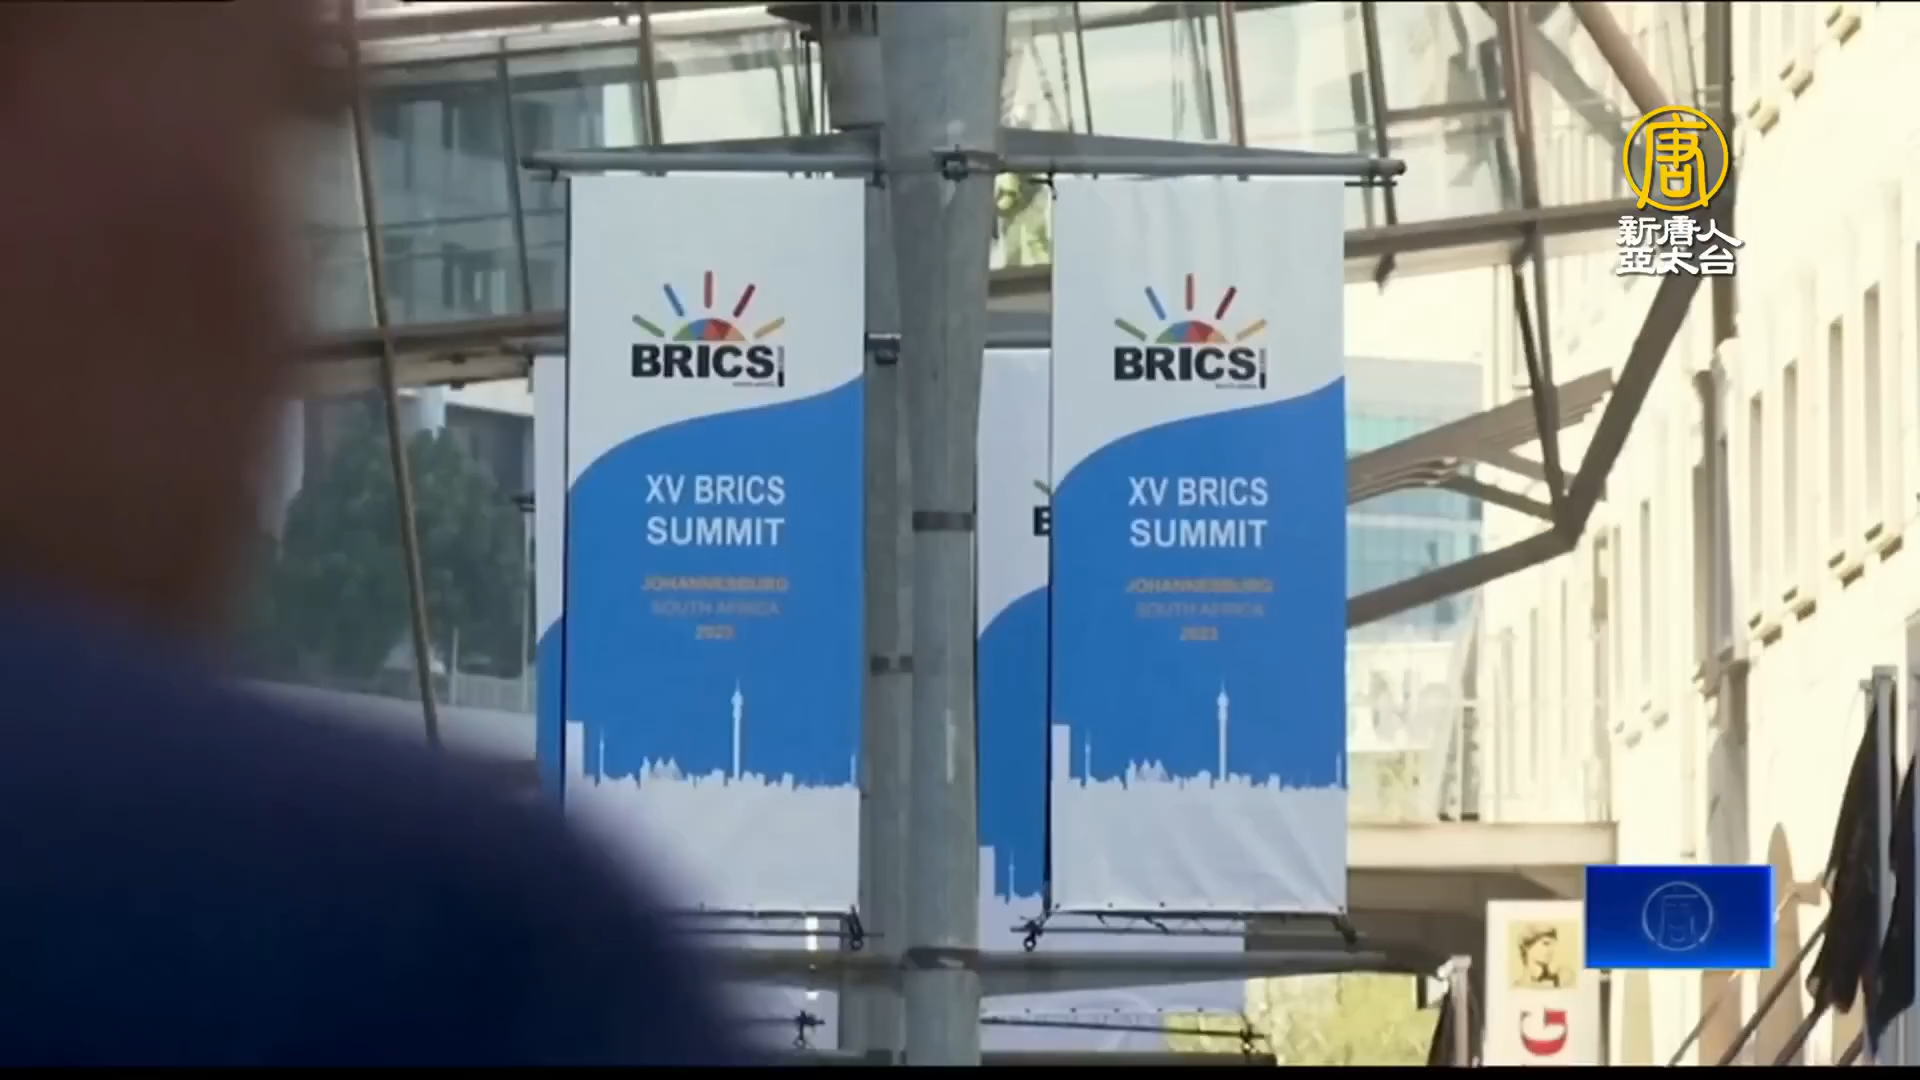 唐
新唐人
亞太台
BRICS
XV BRICS
SUMMIT
JOHANNESBURG
SOUTH AFRICA
2023
BRICS
XV BRICS
SUMMIT
JOHANNESBURG
SOUTH AFRICA
2023
B
G